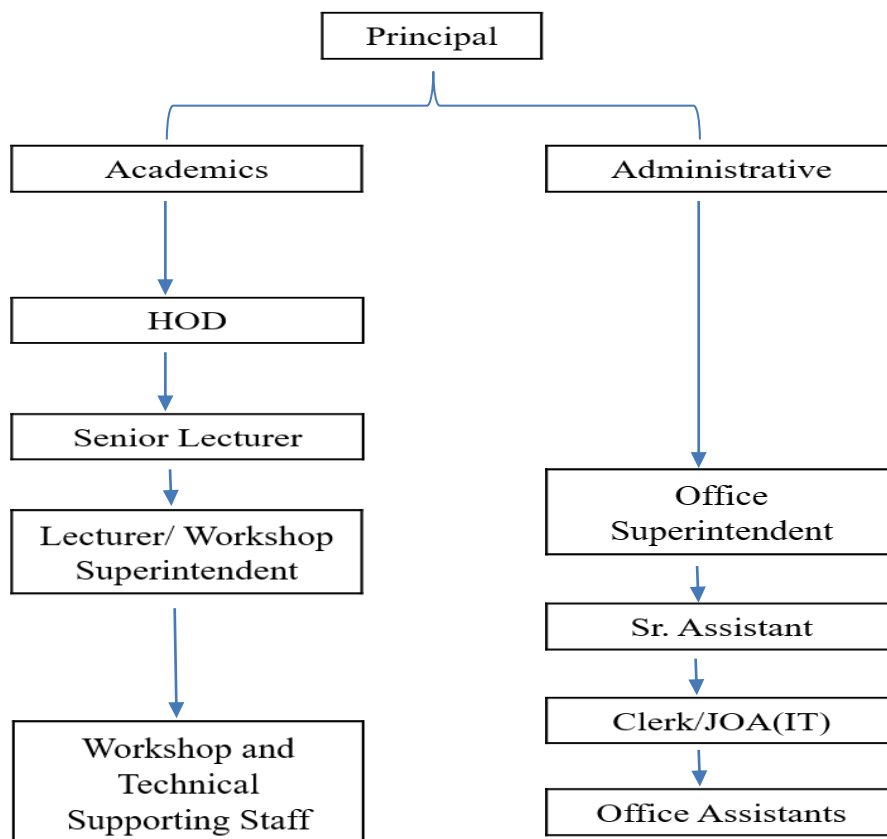 Principal
Academics
Administrative
HOD
Senior Lecturer
Lecturer/ Workshop
Superintendent
Workshop and
Technical
Supporting Staff
Office
Superintendent
Sr. Assistant
Clerk/JOA(IT)
Office Assistants